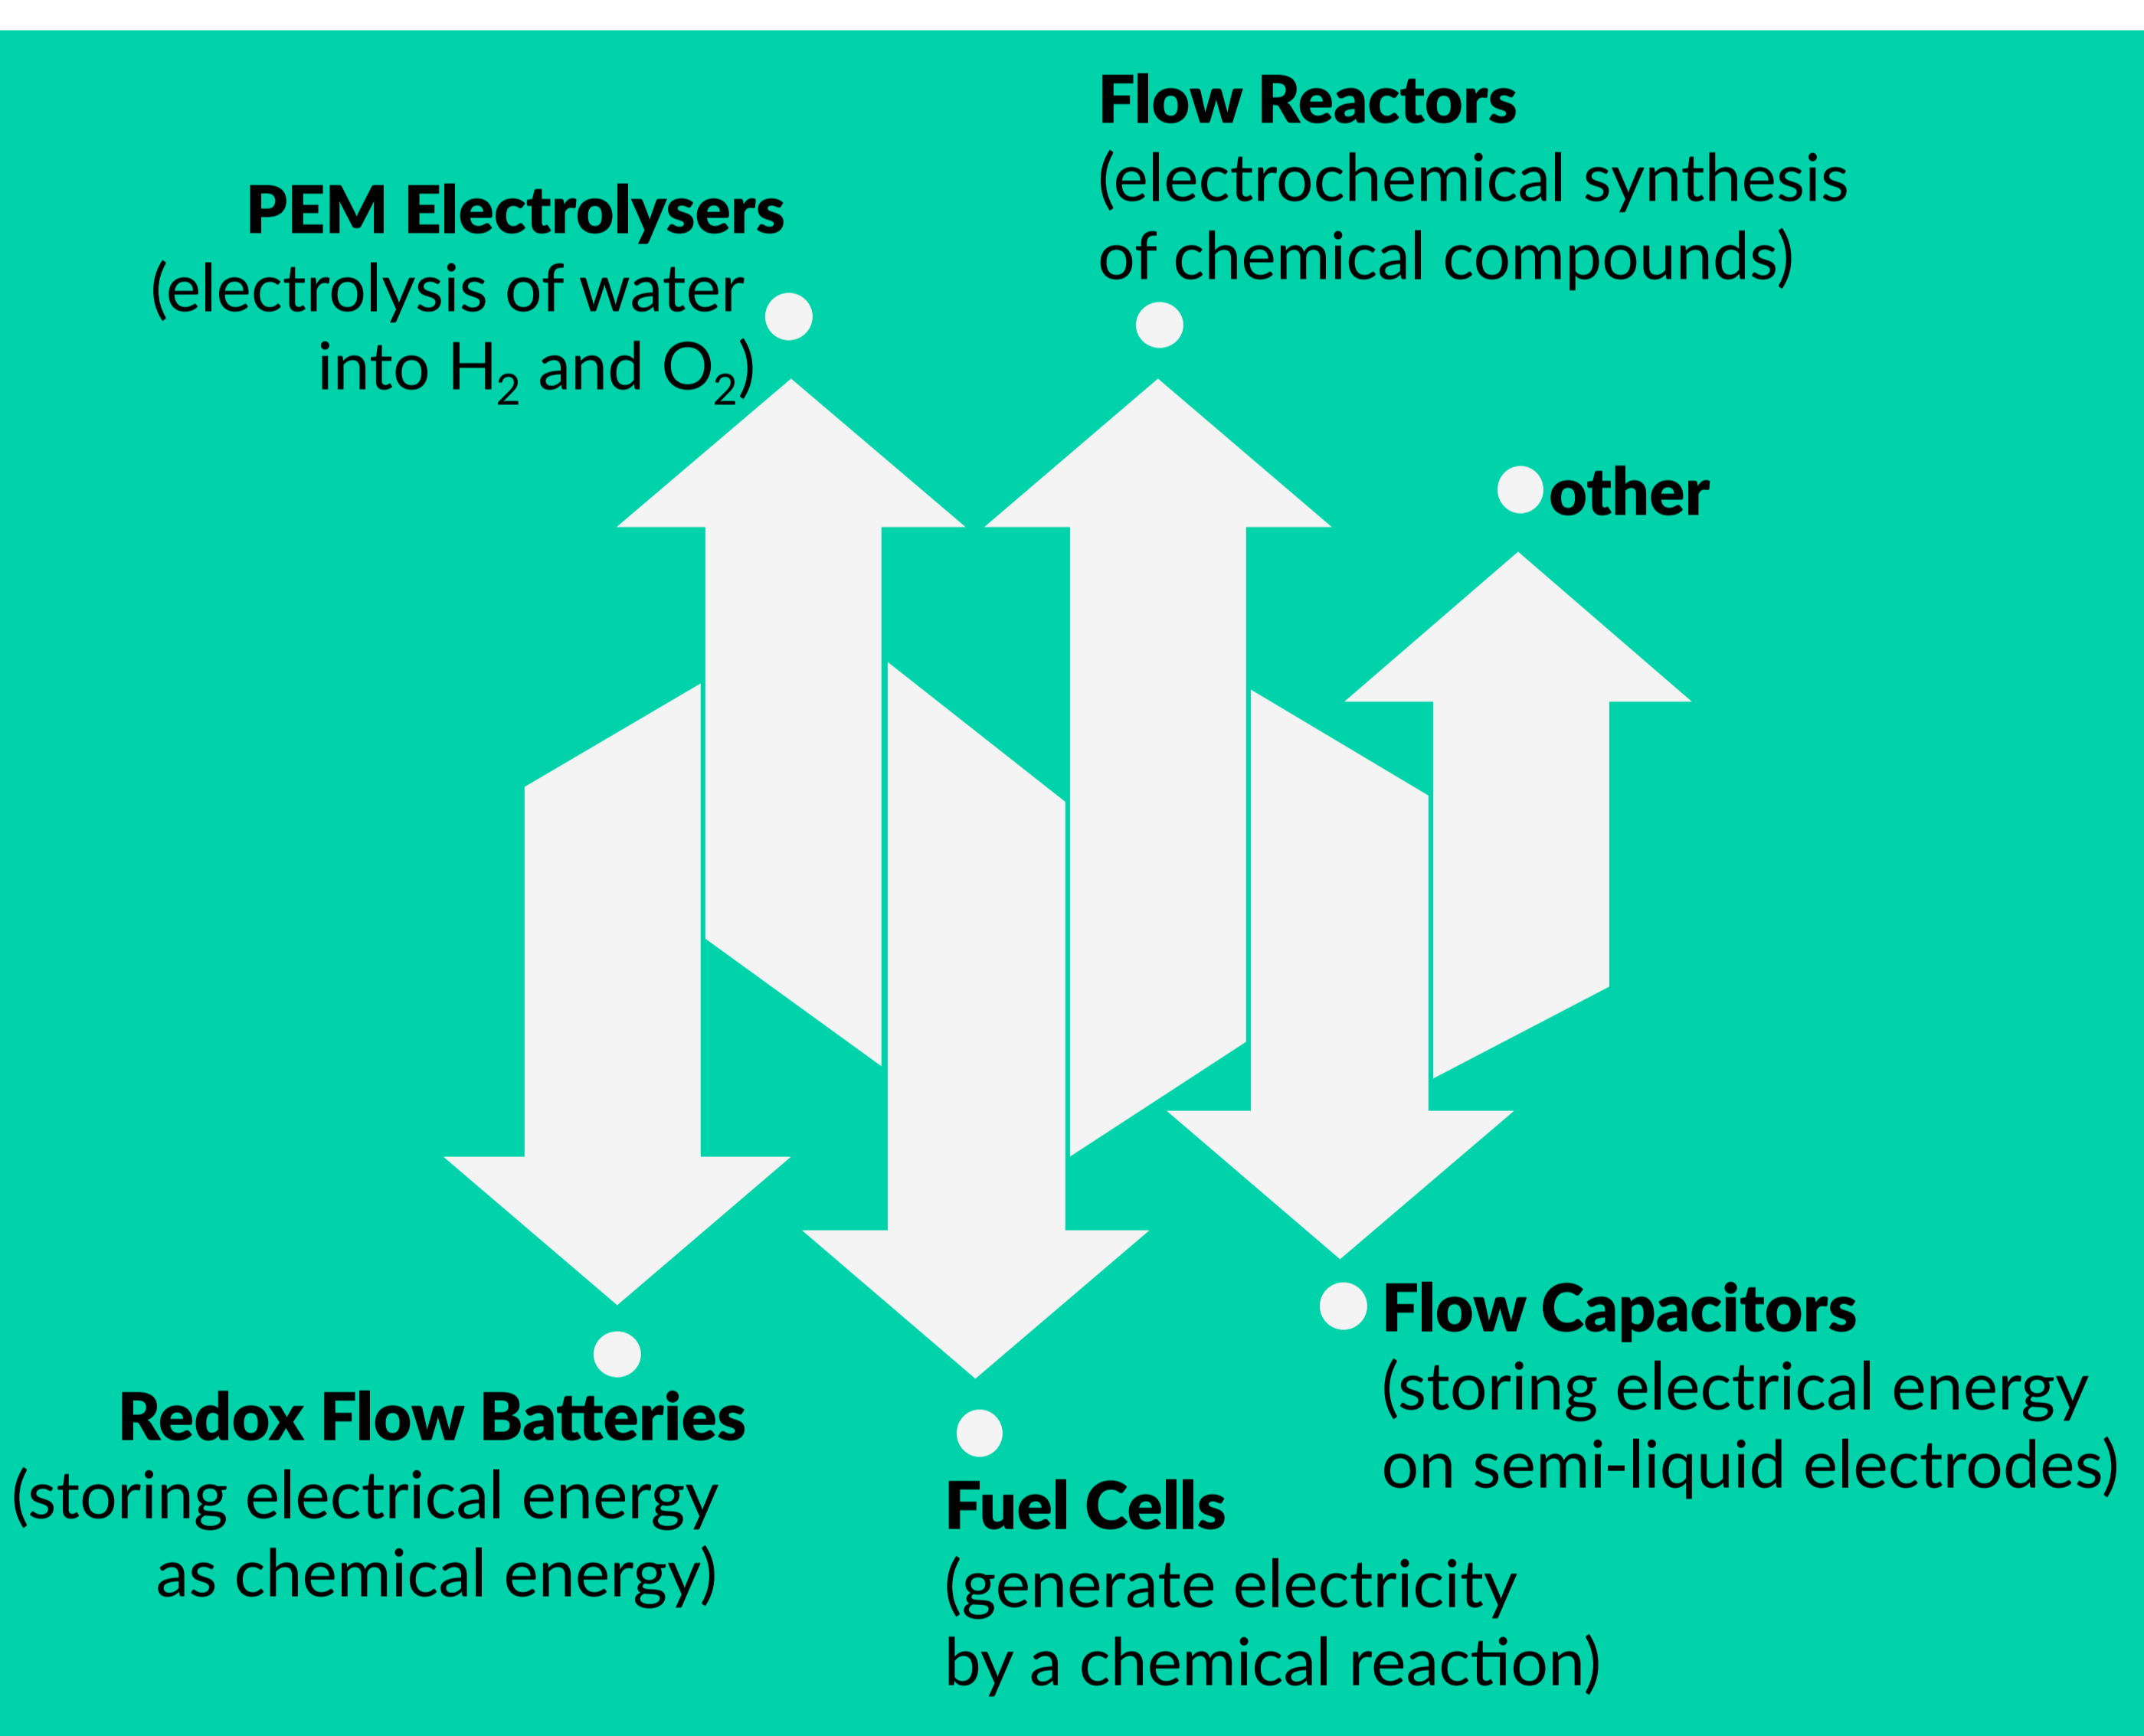 Flow Reactors
(electrochemical synthesis
of chemical compounds)
PEM Electrolysers
(electrolysis of water
into H₂ and O₂)
other
Flow Capacitors
(storing electrical energy
on semi-liquid electrodes)
Redox Flow Batteries
(storing electrical energy
as chemical energy)
Fuel Cells
(generate electricity
by a chemical reaction)